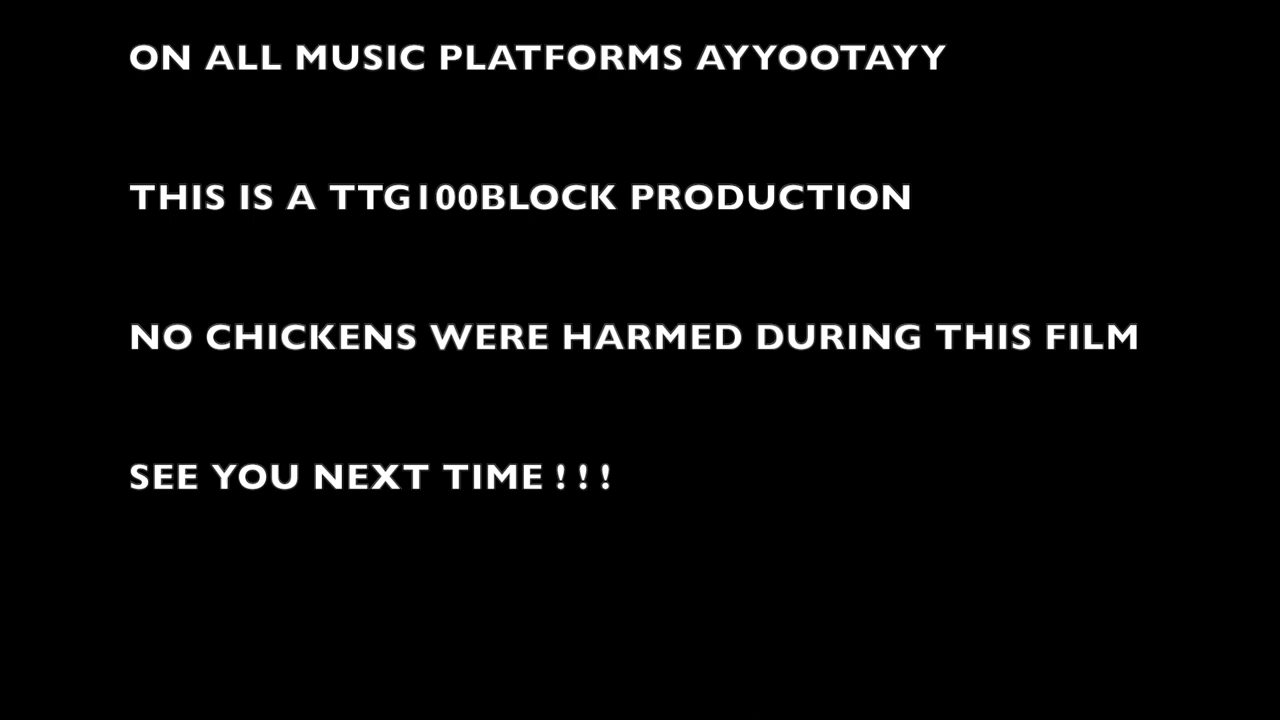 ON ALL MUSIC PLATFORMS AYYOOTAYY
THIS IS A TTG100BLOCK PRODUCTION
NO CHICKENS WERE HARMED DURING THIS FILM
SEE YOU NEXT TIME ! ! !